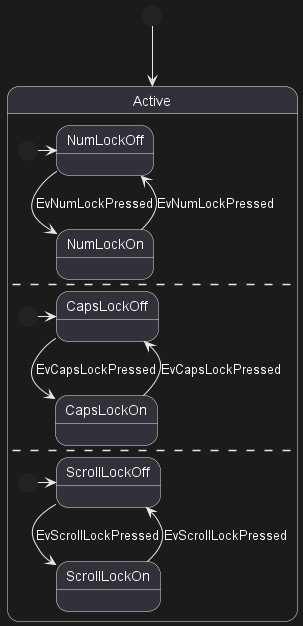 Active
NumLockOff
EvNumLockPressed EvNumLockPressed
NumLockOn
CapsLockOff
EvCapsLockPressed EvCapsLockPressed
CapsLockOn
ScrollLockOff
EvScrollLockPressed EvScrollLockPressed
ScrollLockOn